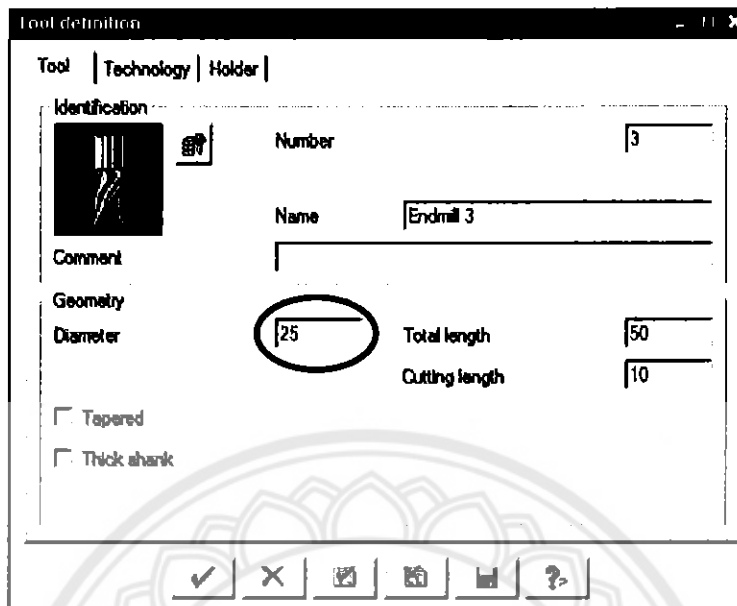 Tool definition
Tool Technology Holder
Identification
Number 3
Name Endmill 3
Comment
Geometry
Diameter 25 Total length 50
Cutting length 10
Tapered
Thick shank